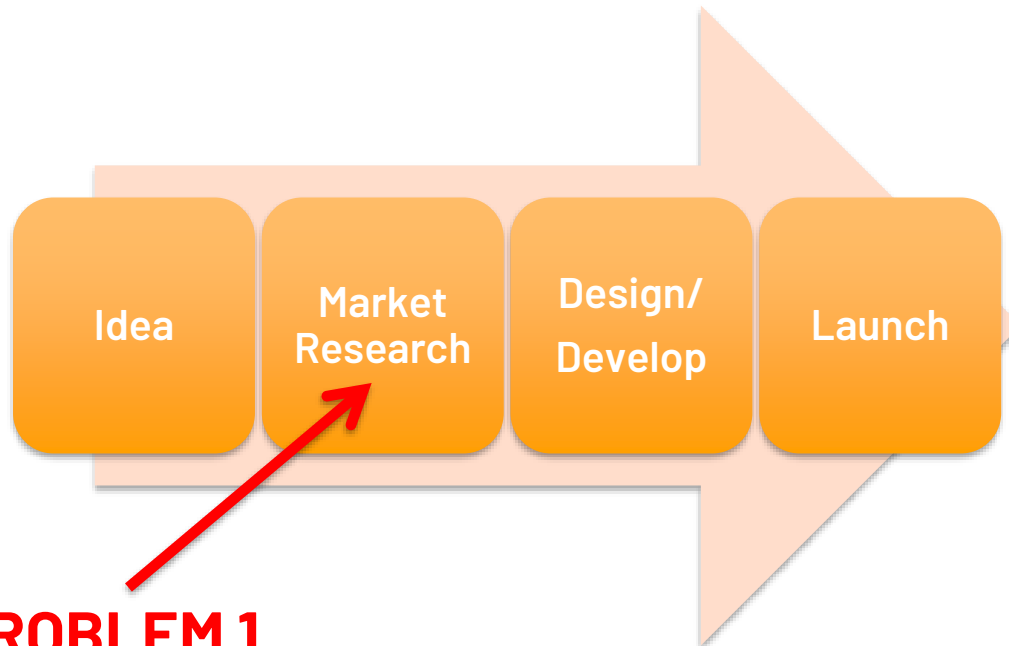 Idea
Market
Research
Design/
Develop
Launch
ROBLEM 1